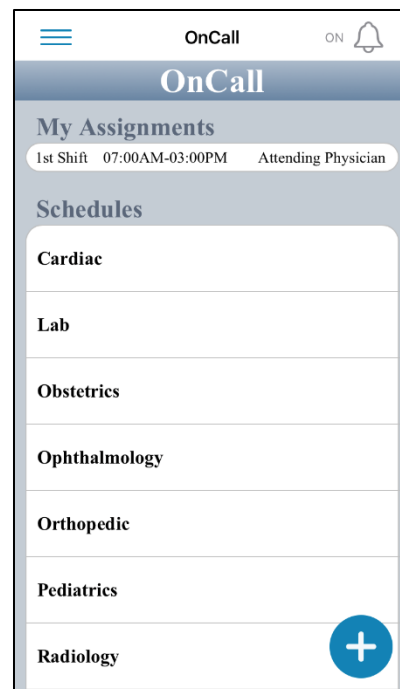 OnCall ON
OnCall
My Assignments
1st Shift 07:00AM-03:00PM Attending Physician
Schedules
Cardiac
Lab
Obstetrics
Ophthalmology
Orthopedic
Pediatrics
Radiology